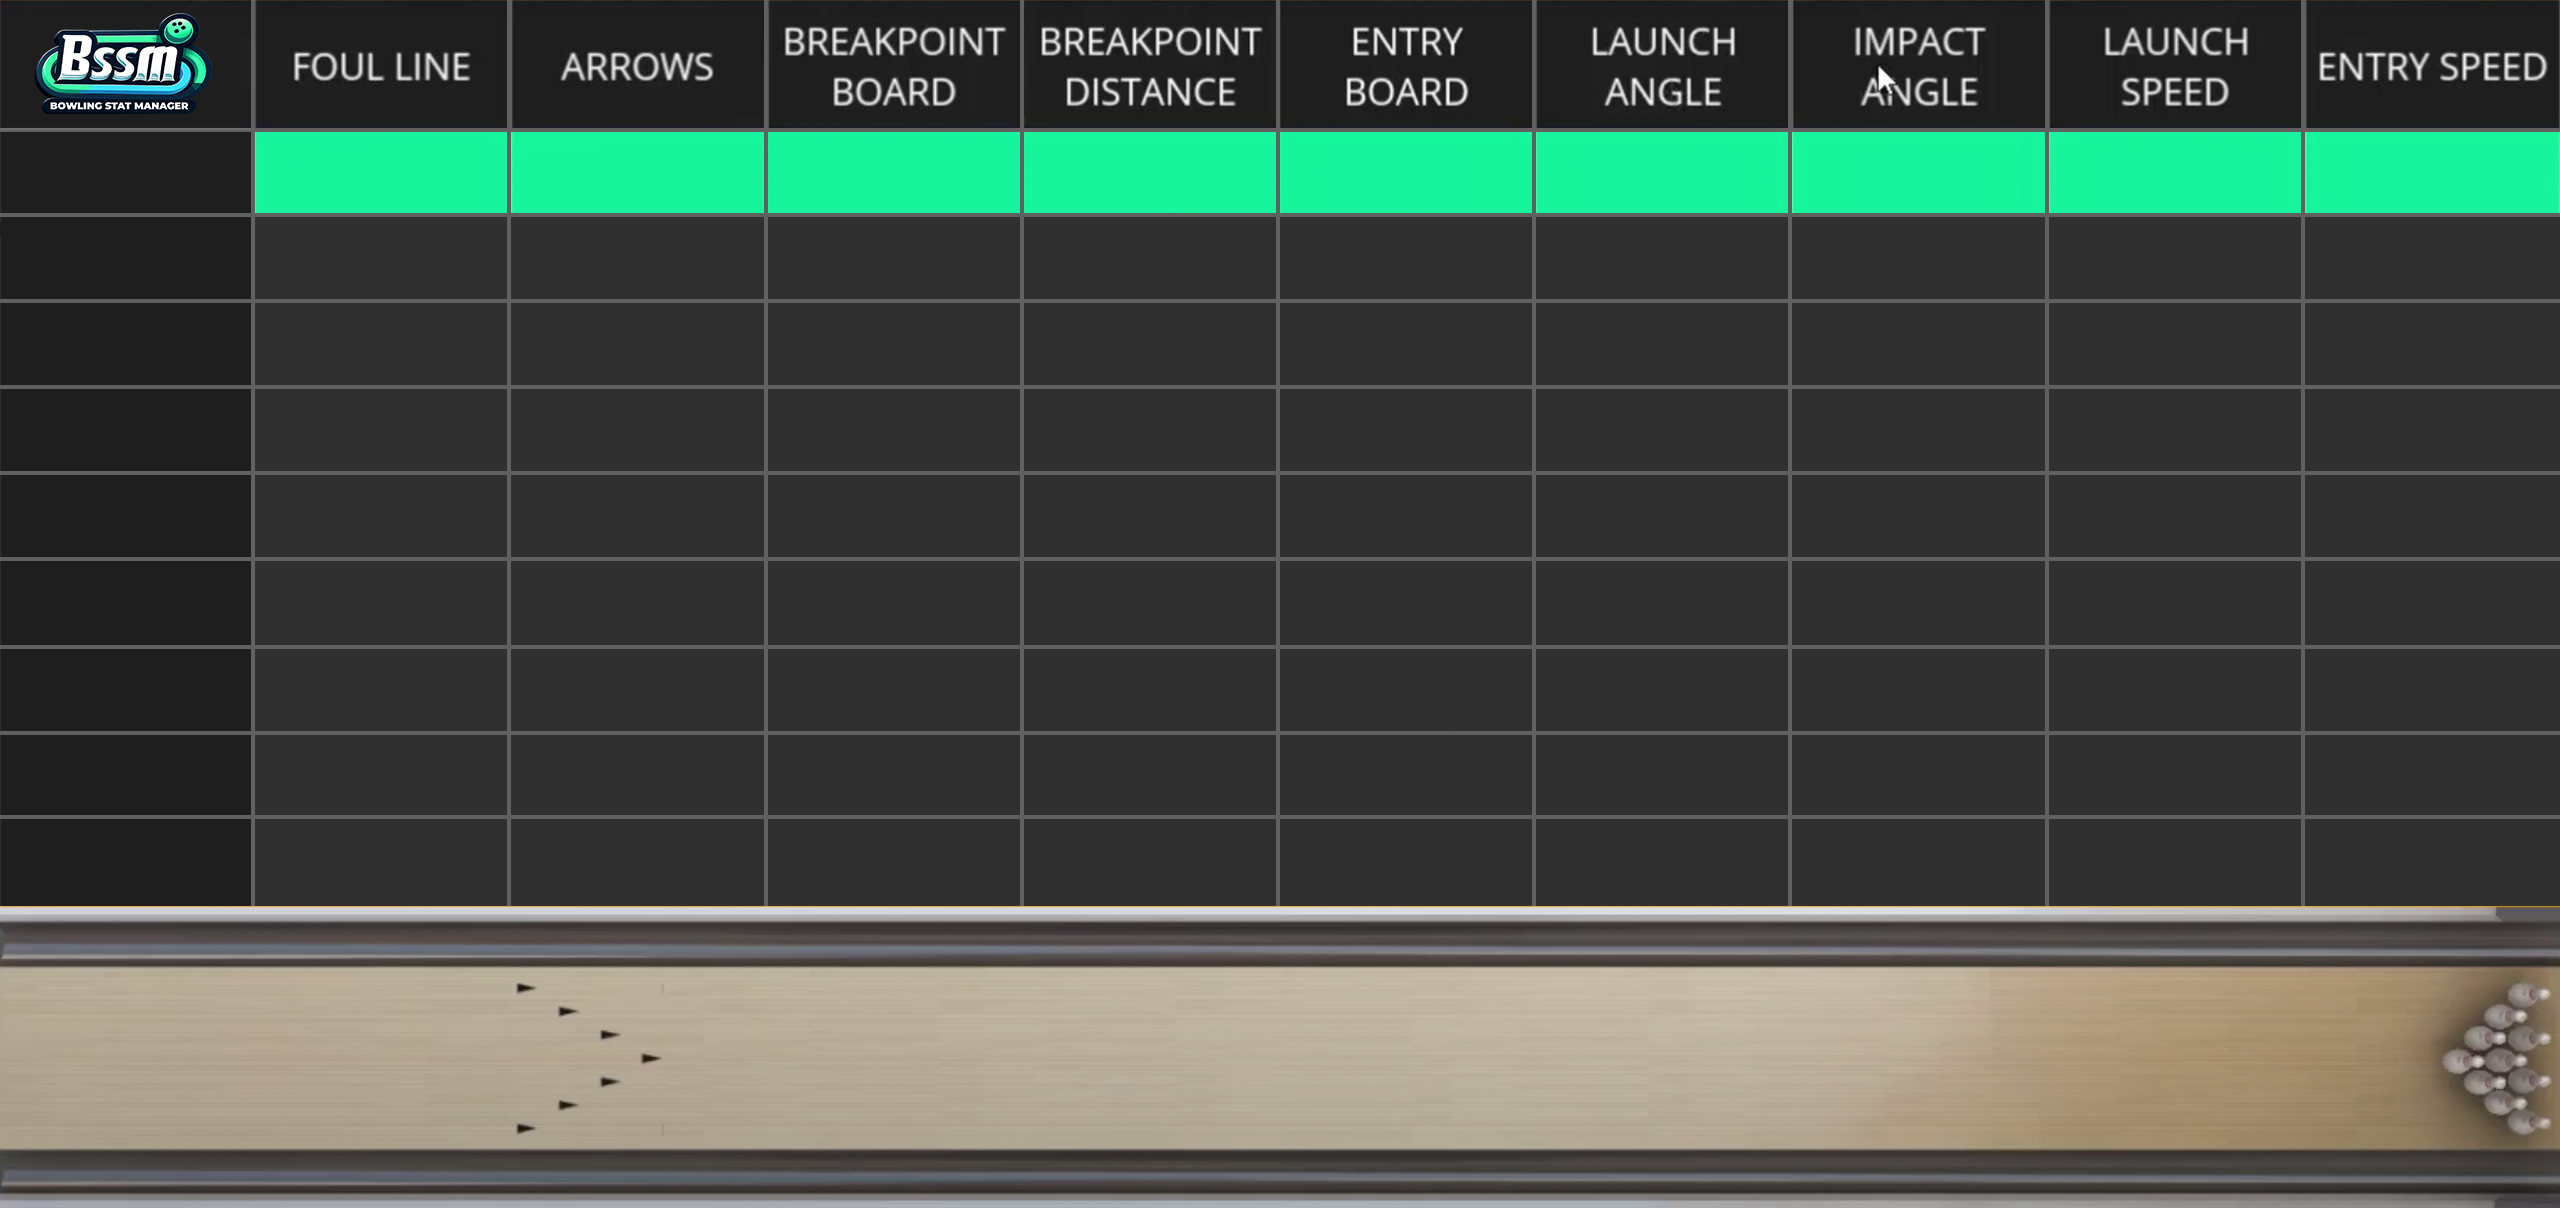 Bssm
BOWLING STAT MANAGER
FOUL LINE
ARROWS
BREAKPOINT
BOARD
BREAKPOINT
DISTANCE
ENTRY
BOARD
LAUNCH
ANGLE
IMPACT
ANGLE
LAUNCH
SPEED
ENTRY SPEED